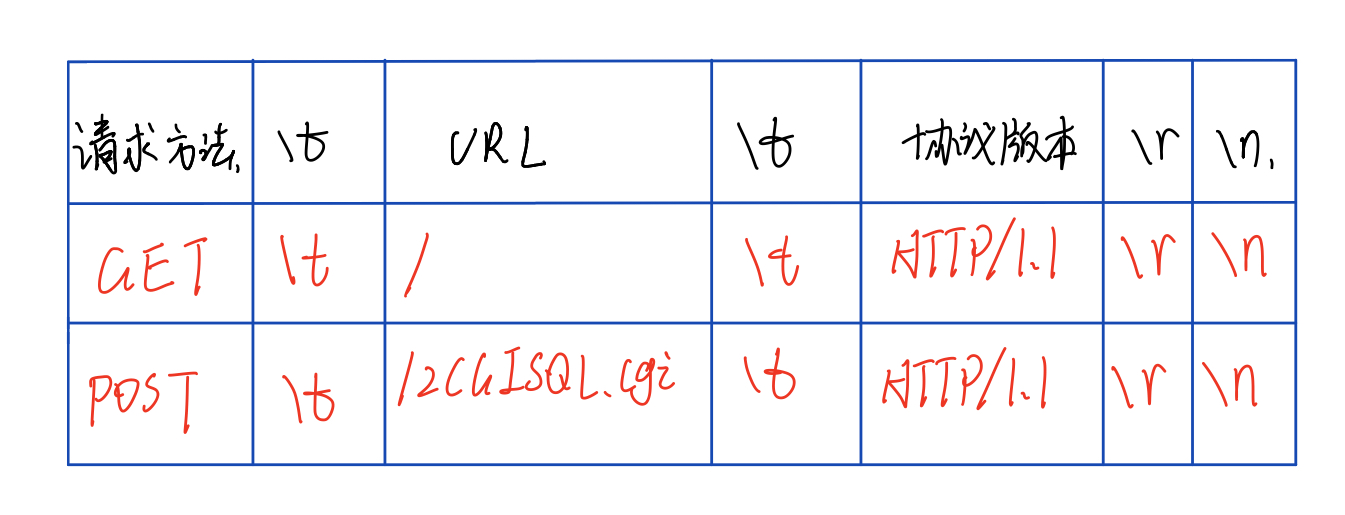 请求方法. \t URL \t 协议版本 \r \n.
GET \t / \t HTTP/1.1 \r \n
POST \t /2CGISQL.cgi \t HTTP/1.1 \r \n